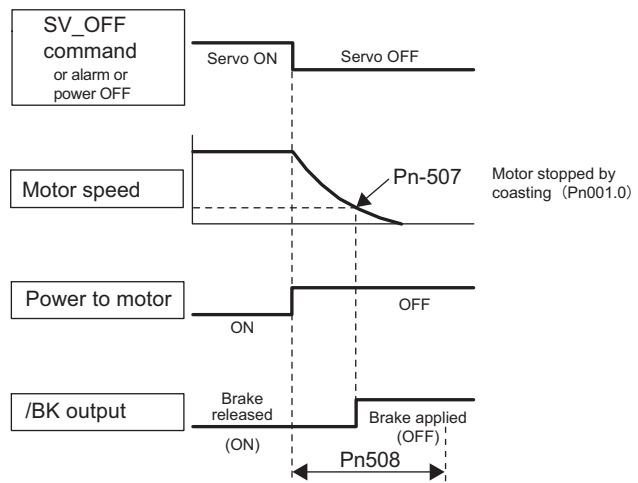 SV_OFF
command
or alarm or
power OFF
Servo ON
Servo OFF
Motor speed
Pn-507
Motor stopped by
coasting (Pn001.0)
Power to motor
ON
OFF
/BK output
Brake
released
(ON)
Brake applied
(OFF)
Pn508